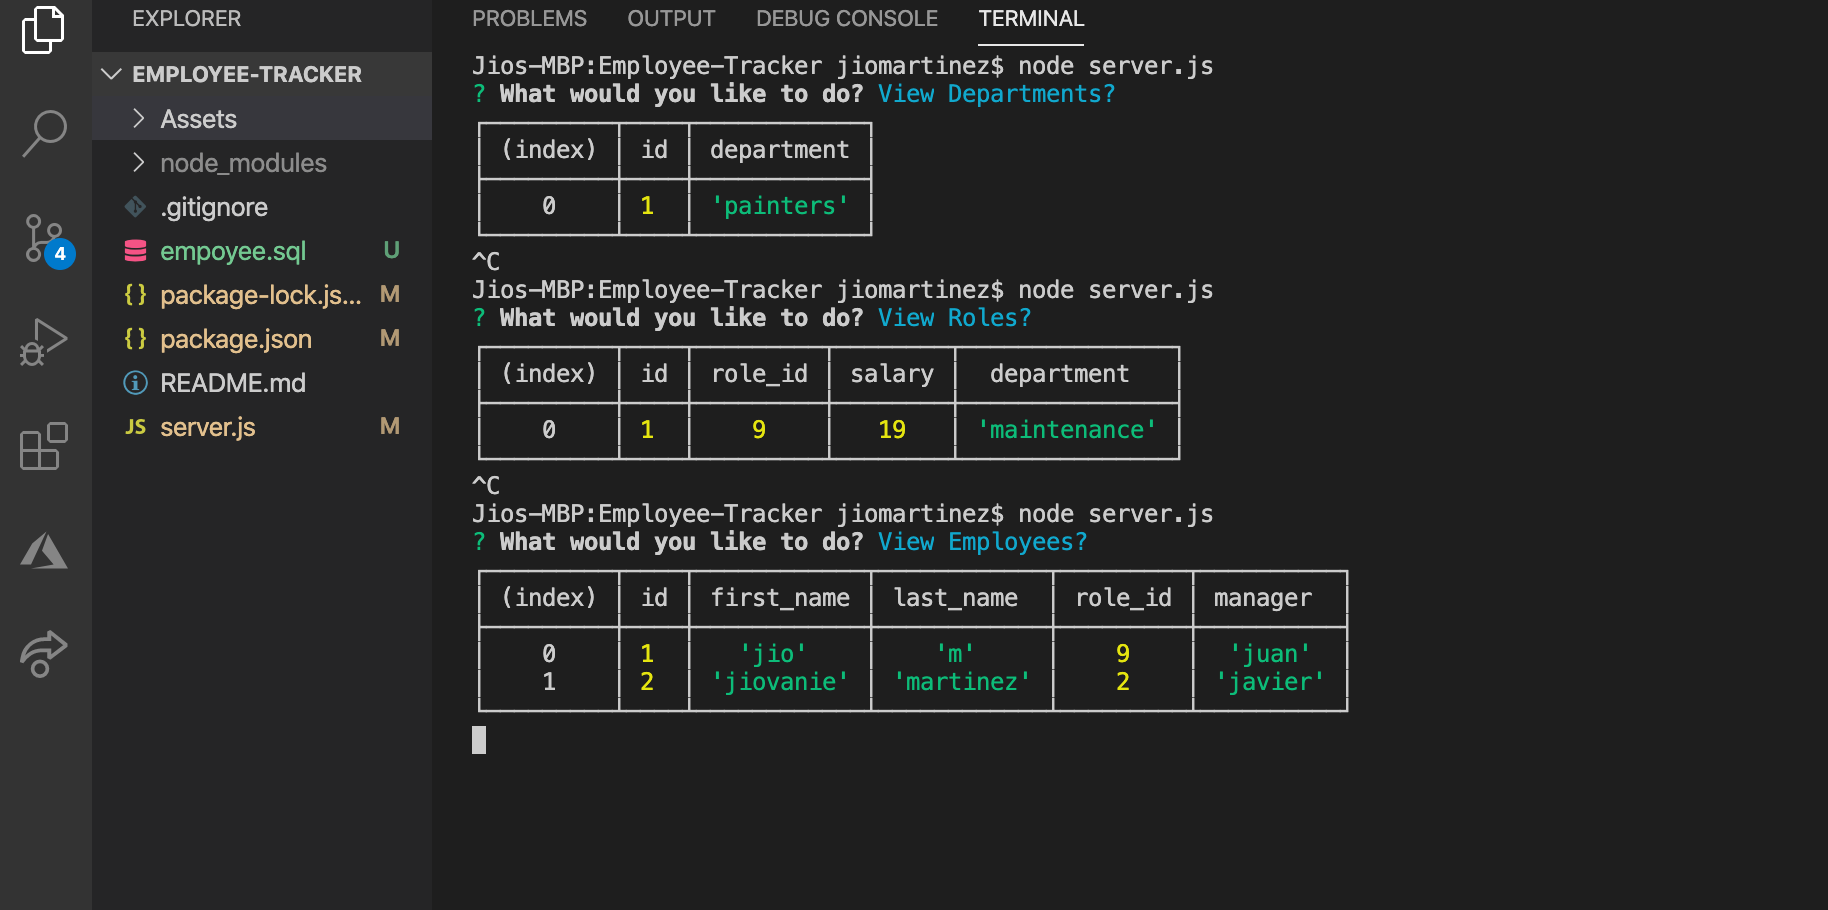 EXPLORER
EMPLOYEE-TRACKER
Assets
node_modules
.gitignore
empoyee.sql U
package-lock.js... M
package.json M
README.md
JS server.js M
4
PROBLEMS OUTPUT DEBUG CONSOLE TERMINAL
Jios-MBP:Employee-Tracker jiomartinez$ node server.js
? What would you like to do? View Departments?
(index) id department
0 1 'painters'
^C
Jios-MBP:Employee-Tracker jiomartinez$ node server.js
? What would you like to do? View Roles?
(index) id role_id salary department
0 1 9 19 'maintenance'
^C
Jios-MBP:Employee-Tracker jiomartinez$ node server.js
? What would you like to do? View Employees?
(index) id first_name last_name role_id manager
0 1 'jio' 'm' 9 'juan'
1 2 'jiovanie' 'martinez' 2 'javier'